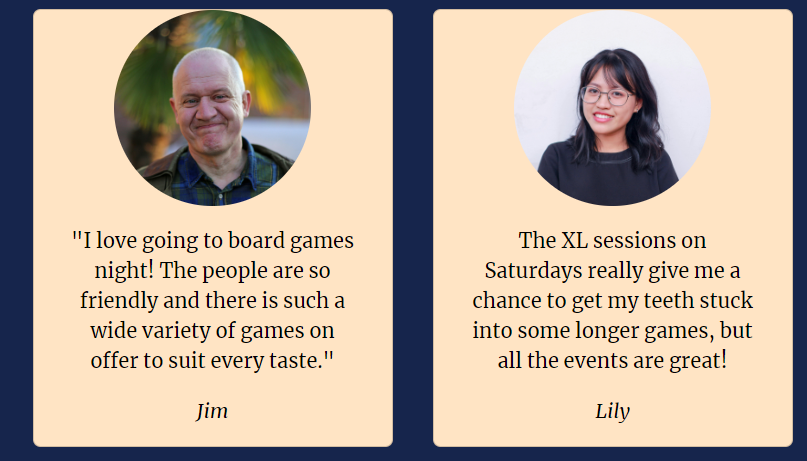 "I love going to board games
night! The people are so
friendly and there is such a
wide variety of games on
offer to suit every taste."
Jim
The XL sessions on
Saturdays really give me a
chance to get my teeth stuck
into some longer games, but
all the events are great!
Lily